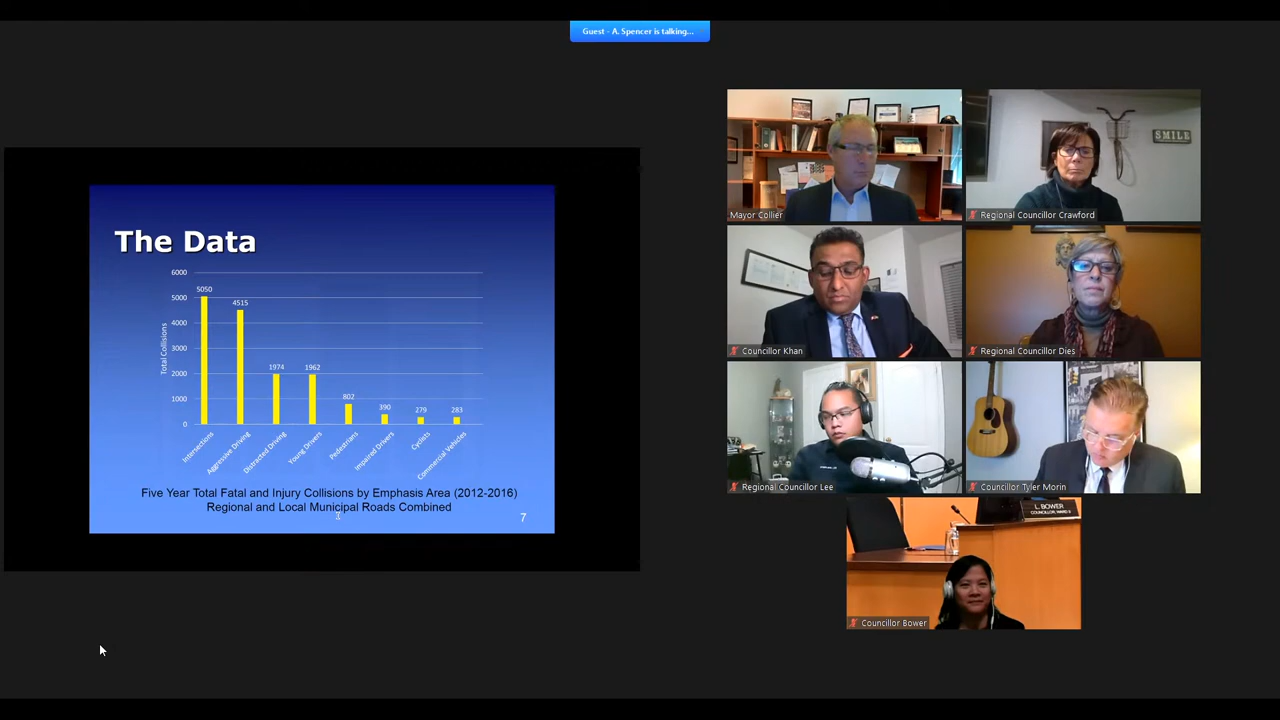 Guest - A. Spencer is talking...
The Data
6000
5000
4000
3000
2000
1000
0
Total Collisions
5050
4515
1974
1962
802
390
279
283
Intersections
Aggressive Driving
Distracted Driving
Young Drivers
Pedestrians
Impaired Drivers
Cyclists
Commercial Vehicles
Five Year Total Fatal and Injury Collisions by Emphasis Area (2012-2016)
Regional and Local Municipal Roads Combined
7
Mayor Collier
SMILE
Regional Councillor Crawford
Councillor Khan
Regional Councillor Dies
Regional Councillor Lee
Councillor Tyler Morin
L. BOWER
COUNCILLOR, WARD 3
Councillor Bower